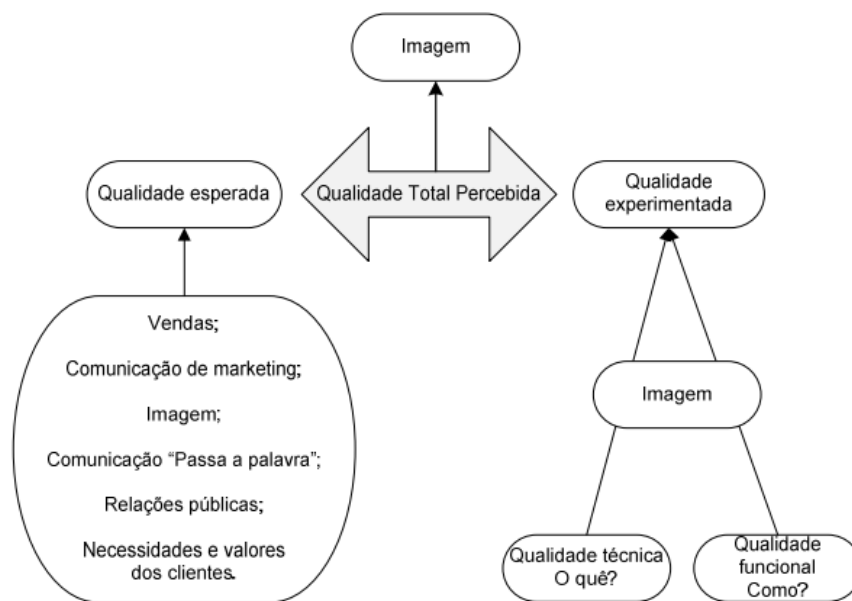 Imagem
Qualidade esperada
Qualidade Total Percebida
Qualidade
experimentada
Vendas;
Comunicação de marketing;
Imagem;
Comunicação “Passa a palavra”;
Relações públicas;
Necessidades e valores
dos clientes.
Imagem
Qualidade técnica
O quê?
Qualidade
funcional
Como?